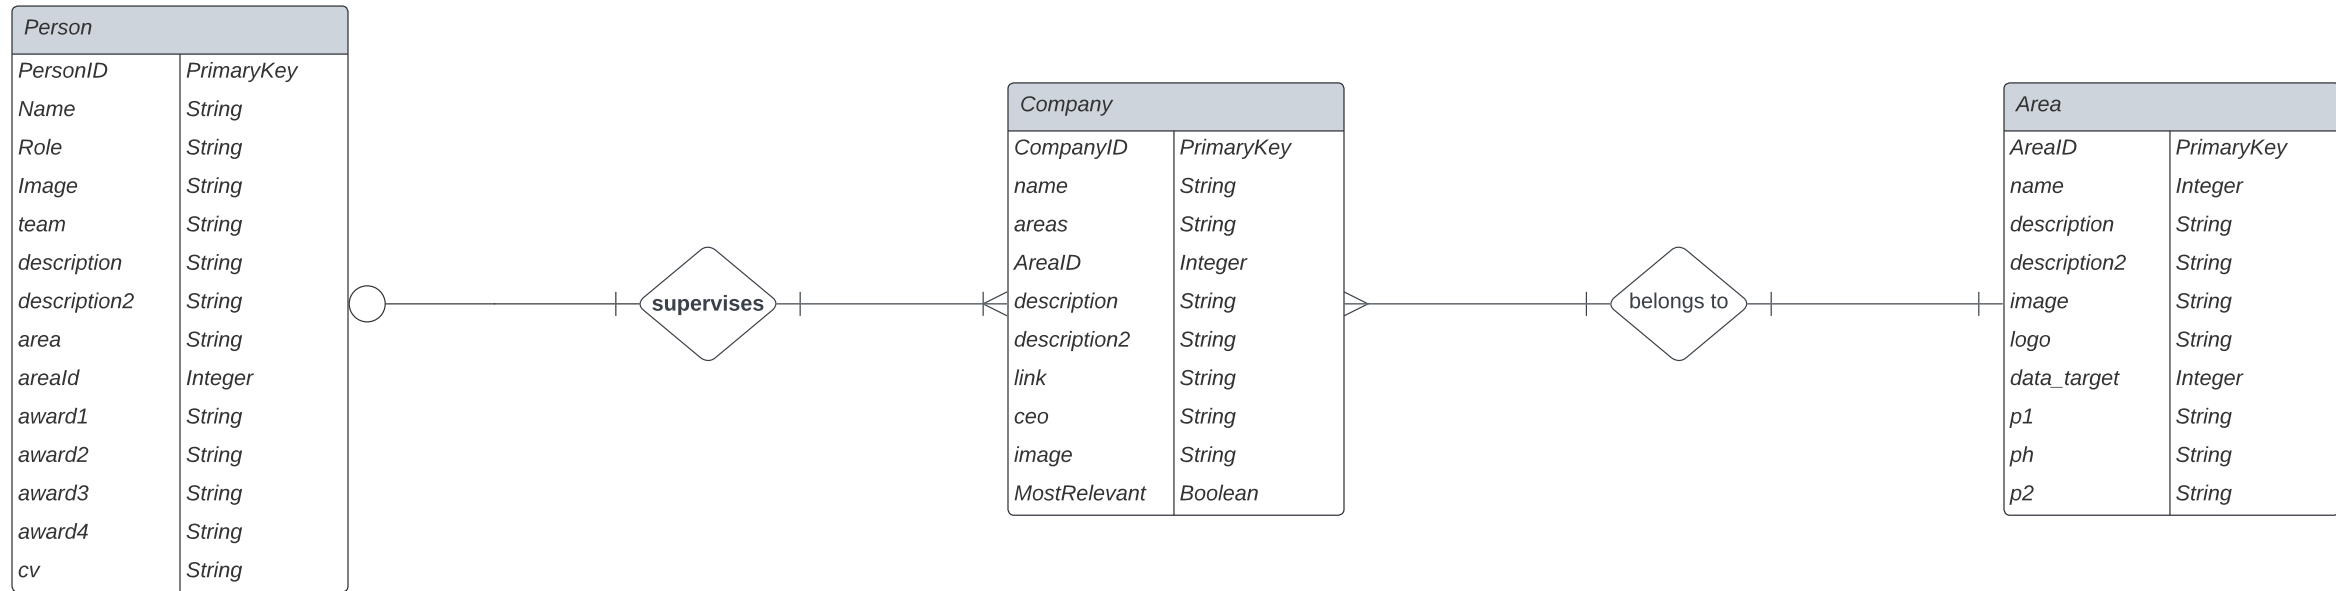 Person
PersonID PrimaryKey
Name String
Role String
Image String
team String
description String
description2 String
area String
areaId Integer
award1 String
award2 String
award3 String
award4 String
cv String
supervises
Company
CompanyID PrimaryKey
name String
areas String
AreaID Integer
description String
description2 String
link String
ceo String
image String
MostRelevant Boolean
belongs to
Area
AreaID PrimaryKey
name Integer
description String
description2 String
image String
logo String
data_target Integer
p1 String
ph String
p2 String